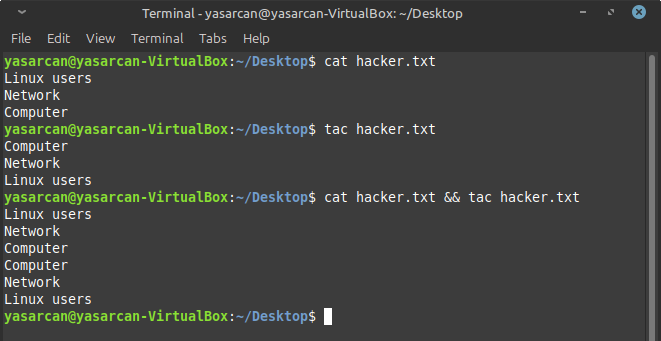 Terminal - yasarcan@yasarcan-VirtualBox: ~/Desktop
File Edit View Terminal Tabs Help
yasarcan@yasarcan-VirtualBox:~/Desktop$ cat hacker.txt
Linux users
Network
Computer
yasarcan@yasarcan-VirtualBox:~/Desktop$ tac hacker.txt
Computer
Network
Linux users
yasarcan@yasarcan-VirtualBox:~/Desktop$ cat hacker.txt && tac hacker.txt
Linux users
Network
Computer
Computer
Network
Linux users
yasarcan@yasarcan-VirtualBox:~/Desktop$